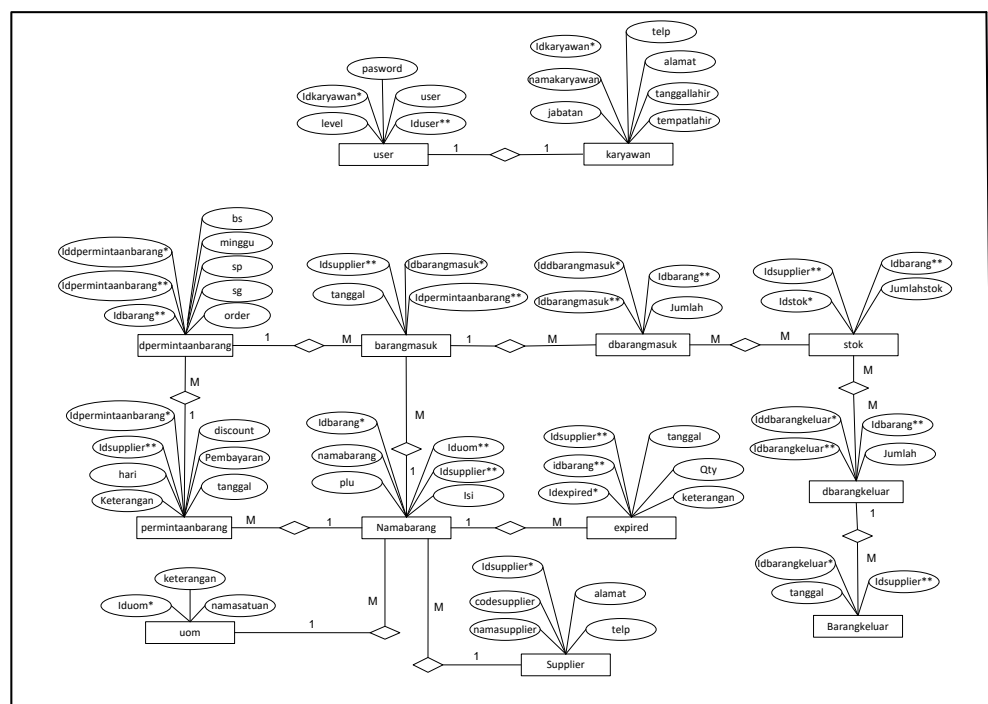 telp
Idkaryawan*
alamat
pasword
namakaryawan
Idkaryawan*
user
tanggallahir
level
Iduser**
jabatan
tempatlahir
user
1
1
karyawan
bs
Iddpermintaanbarang*
minggu
Idpermintaanbarang**
sp
sg
Idbarang**
order
dpermintaanbarang
Idsupplier**
Idbarangmasuk*
tanggal
Idpermintaanbarang**
1
M
barangmasuk
Iddbarangmasuk*
Idbarang**
Idbarangmasuk**
Jumlah
1
M
dbarangmasuk
Idsupplier**
Idbarang**
Idstok*
Jumlahstok
M
M
stok
M
1
M
1
M
M
Idpermintaanbarang*
discount
Idsupplier**
Pembayaran
hari
tanggal
Keterangan
permintaanbarang
Idbarang*
Iduom**
namabarang
Idsupplier**
plu
Isi
M
1
Namabarang
Idsupplier**
tanggal
idbarang**
Qty
Idexpired*
keterangan
1
M
expired
Iddbarangkeluar*
Idbarang**
Idbarangkeluar**
Jumlah
dbarangkeluar
1
M
Idbarangkeluar*
Idsupplier**
tanggal
Barangkeluar
keterangan
Iduom*
namasatuan
uom
1
M
M
Idsupplier*
alamat
codesupplier
namasupplier
telp
1
Supplier